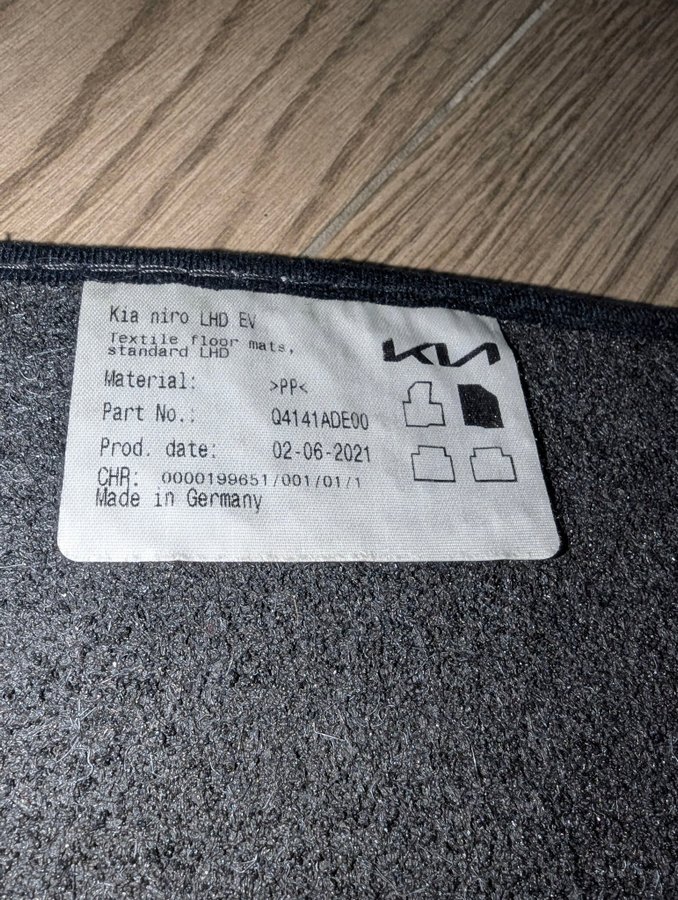 Kia niro LHD EV
Textile floor mats,
standard LHD
KIA
Material: >PP<
Part No.: Q4141ADE00
Prod. date: 02-06-2021
CHR: 0000199651/001/01/1
Made in Germany